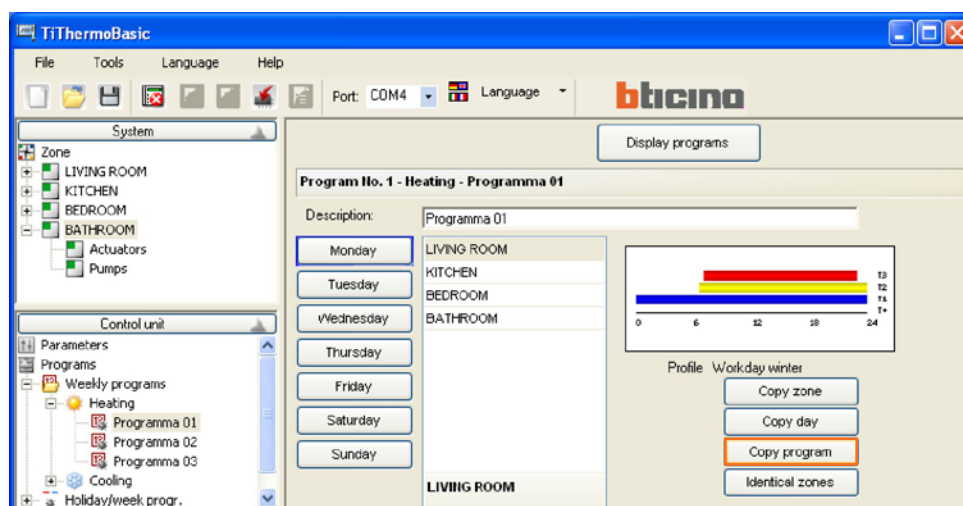 TiThermoBasic
File Tools Language Help
Port: COM4 Language bticino
System
Zone
LIVING ROOM
KITCHEN
BEDROOM
BATHROOM
Actuators
Pumps
Control unit
Parameters
Programs
Weekly programs
Heating
Programma 01
Programma 02
Programma 03
Cooling
Holiday/week progr.
Display programs
Program No. 1 - Heating - Programma 01
Description: Programma 01
Monday
Tuesday
Wednesday
Thursday
Friday
Saturday
Sunday
LIVING ROOM
KITCHEN
BEDROOM
BATHROOM
LIVING ROOM
T3
T2
T1
T*
0 6 12 18 24
Profile Workday winter
Copy zone
Copy day
Copy program
Identical zones